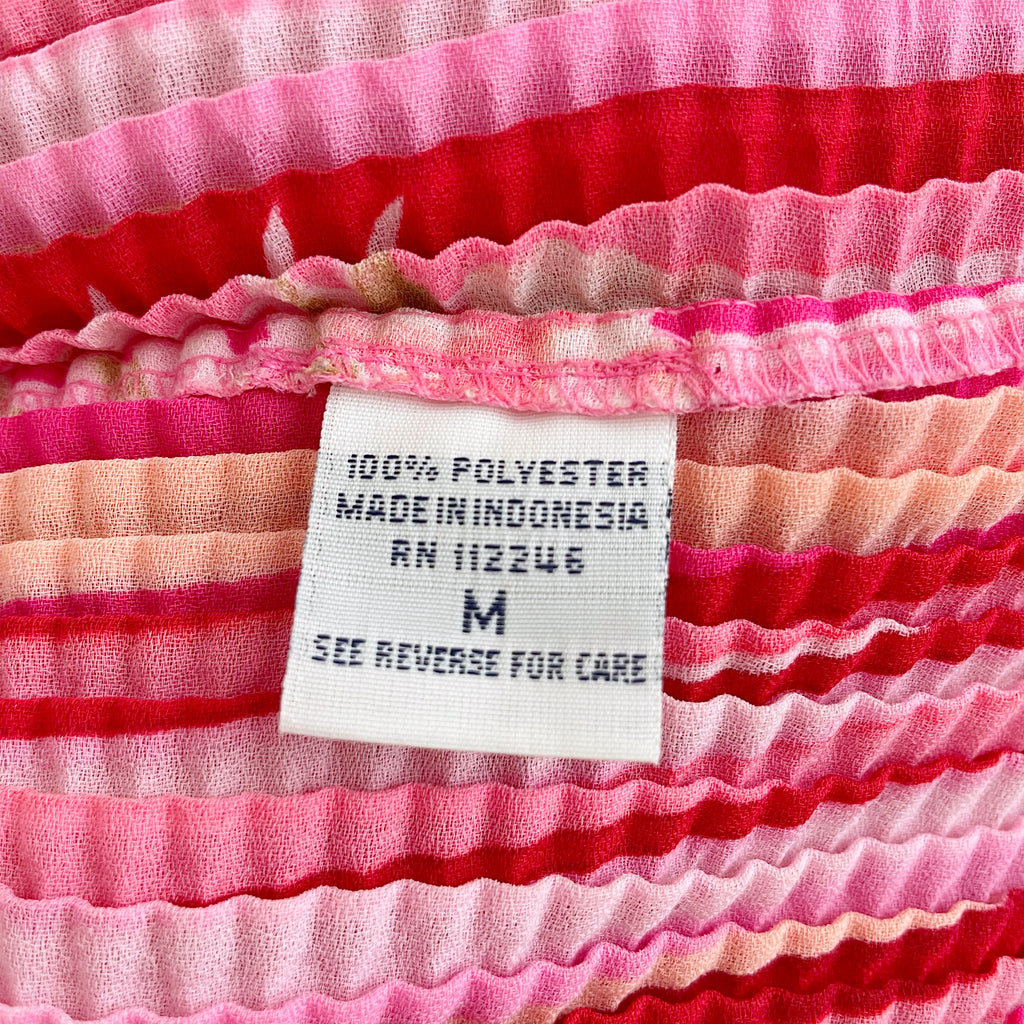 100% POLYESTER
MADE IN INDONESIA
RN 112246
M
SEE REVERSE FOR CARE